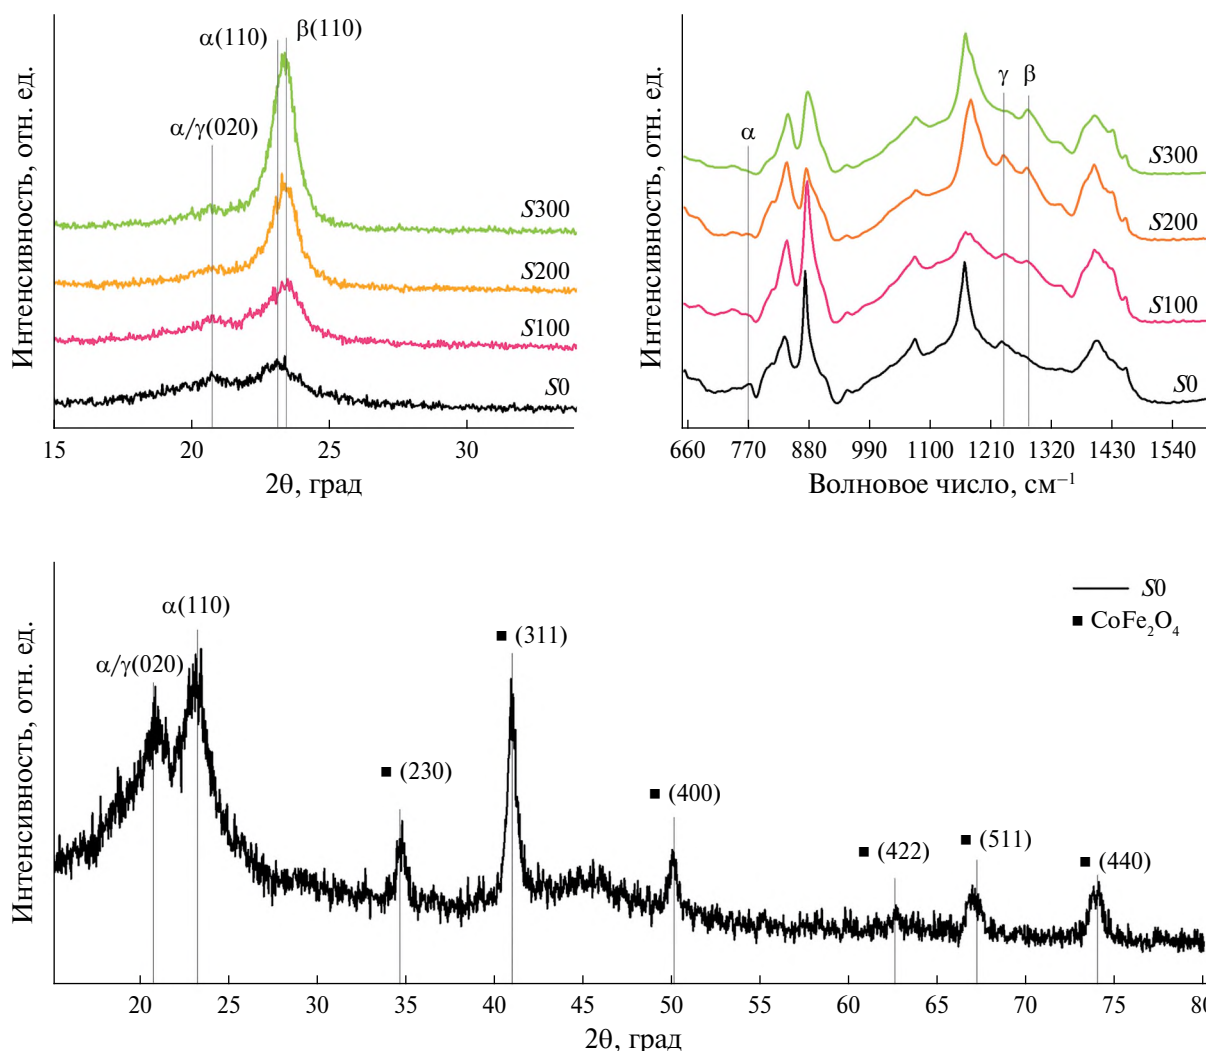 α(110)
β(110)
α/γ(020)
S300
S200
S100
S0
15
20
25
30
2θ, град
Интенсивность, отн. ед.
α
γ
β
S300
S200
S100
S0
660
770
880
990
1100
1210
1320
1430
1540
Волновое число, см⁻¹
Интенсивность, отн. ед.
α/γ(020)
α(110)
■ (230)
■ (311)
■ (400)
■ (422)
■ (511)
■ (440)
S0
■ CoFe₂O₄
20
25
30
35
40
45
50
55
60
65
70
75
80
2θ, град
Интенсивность, отн. ед.